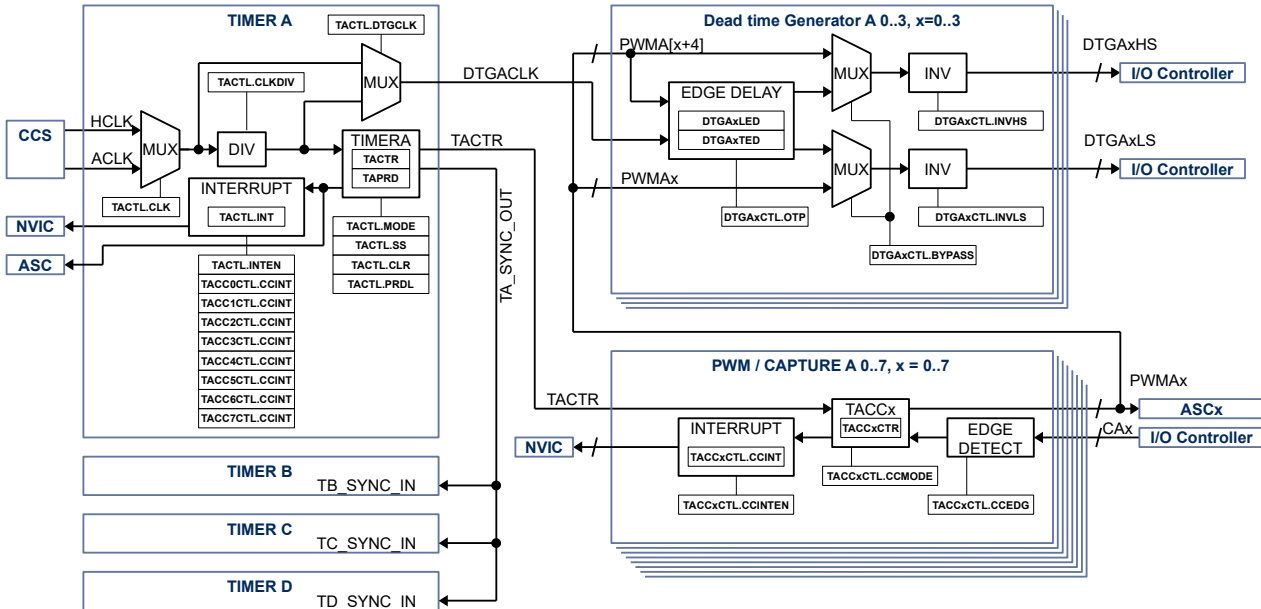 TIMER A
TACTL.DTGCLK
MUX
TACTL.CLKDIV
CCS
HCLK
ACLK
MUX
DIV
TIMERA
TACTR
TAPRD
TACTL.CLK
INTERRUPT
TACTL.INT
NVIC
ASC
TACTL.MODE
TACTL.SS
TACTL.CLR
TACTL.PRDL
TACTL.INTEN
TACC0CTL.CCINT
TACC1CTL.CCINT
TACC2CTL.CCINT
TACC3CTL.CCINT
TACC4CTL.CCINT
TACC5CTL.CCINT
TACC6CTL.CCINT
TACC7CTL.CCINT
DTGACLK
TACTR
TA_SYNC_OUT
TIMER B
TB_SYNC_IN
TIMER C
TC_SYNC_IN
TIMER D
TD_SYNC_IN
Dead time Generator A 0..3, x=0..3
PWMA[x+4]
EDGE DELAY
DTGAxLED
DTGAxTED
DTGAxCTL.OTP
PWMAx
MUX
MUX
INV
DTGAxCTL.INVHS
INV
DTGAxCTL.INVLS
DTGAxCTL.BYPASS
DTGAxHS
I/O Controller
DTGAxLS
I/O Controller
PWM / CAPTURE A 0..7, x = 0..7
TACTR
TACCx
TACCxCTR
TACCxCTL.CCMODE
INTERRUPT
TACCxCTL.CCINT
TACCxCTL.CCINTEN
NVIC
EDGE
DETECT
TACCxCTL.CCEDG
PWMAx
ASCx
CAx
I/O Controller